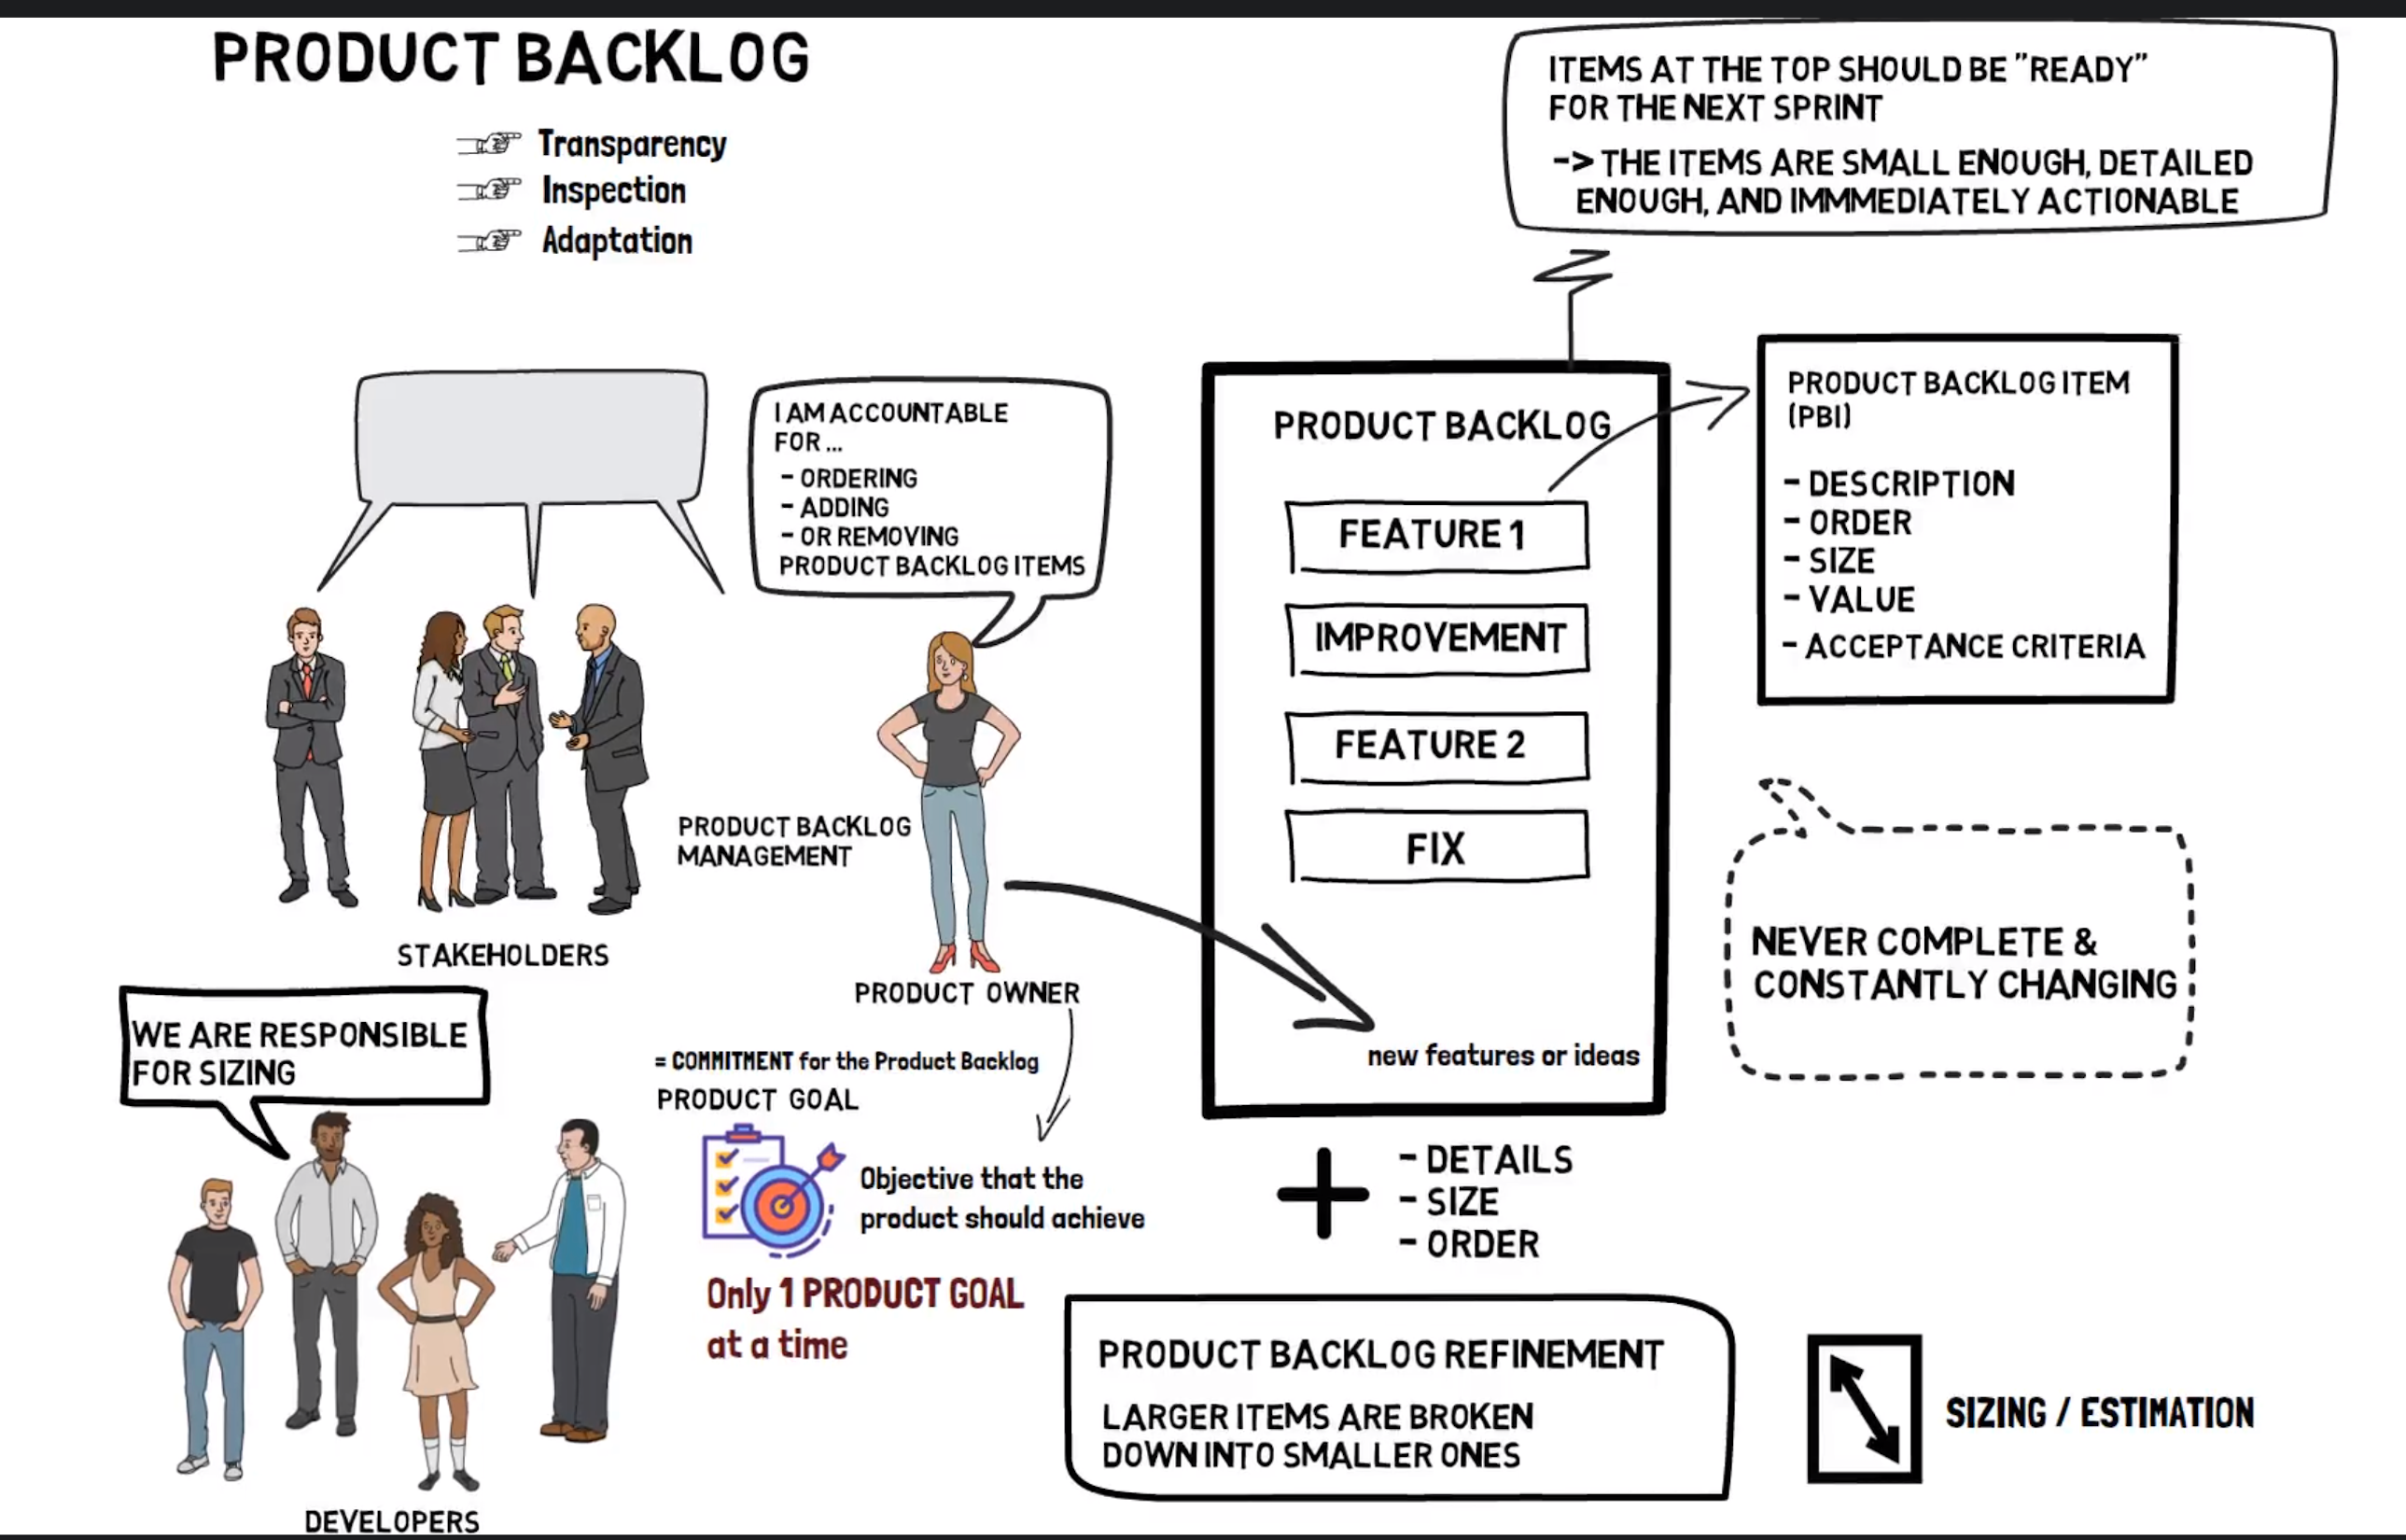 PRODUCT BACKLOG
Transparency
Inspection
Adaptation
ITEMS AT THE TOP SHOULD BE "READY"
FOR THE NEXT SPRINT
-> THE ITEMS ARE SMALL ENOUGH, DETAILED
ENOUGH, AND IMMMEDIATELY ACTIONABLE
I AM ACCOUNTABLE
FOR ...
- ORDERING
- ADDING
- OR REMOVING
PRODUCT BACKLOG ITEMS
PRODUCT BACKLOG
FEATURE 1
IMPROVEMENT
FEATURE 2
FIX
new features or ideas
PRODUCT BACKLOG ITEM
(PBI)
- DESCRIPTION
- ORDER
- SIZE
- VALUE
- ACCEPTANCE CRITERIA
PRODUCT BACKLOG
MANAGEMENT
STAKEHOLDERS
PRODUCT OWNER
NEVER COMPLETE &
CONSTANTLY CHANGING
WE ARE RESPONSIBLE
FOR SIZING
= COMMITMENT for the Product Backlog
PRODUCT GOAL
Objective that the
product should achieve
Only 1 PRODUCT GOAL
at a time
- DETAILS
- SIZE
- ORDER
PRODUCT BACKLOG REFINEMENT
LARGER ITEMS ARE BROKEN
DOWN INTO SMALLER ONES
SIZING / ESTIMATION
DEVELOPERS